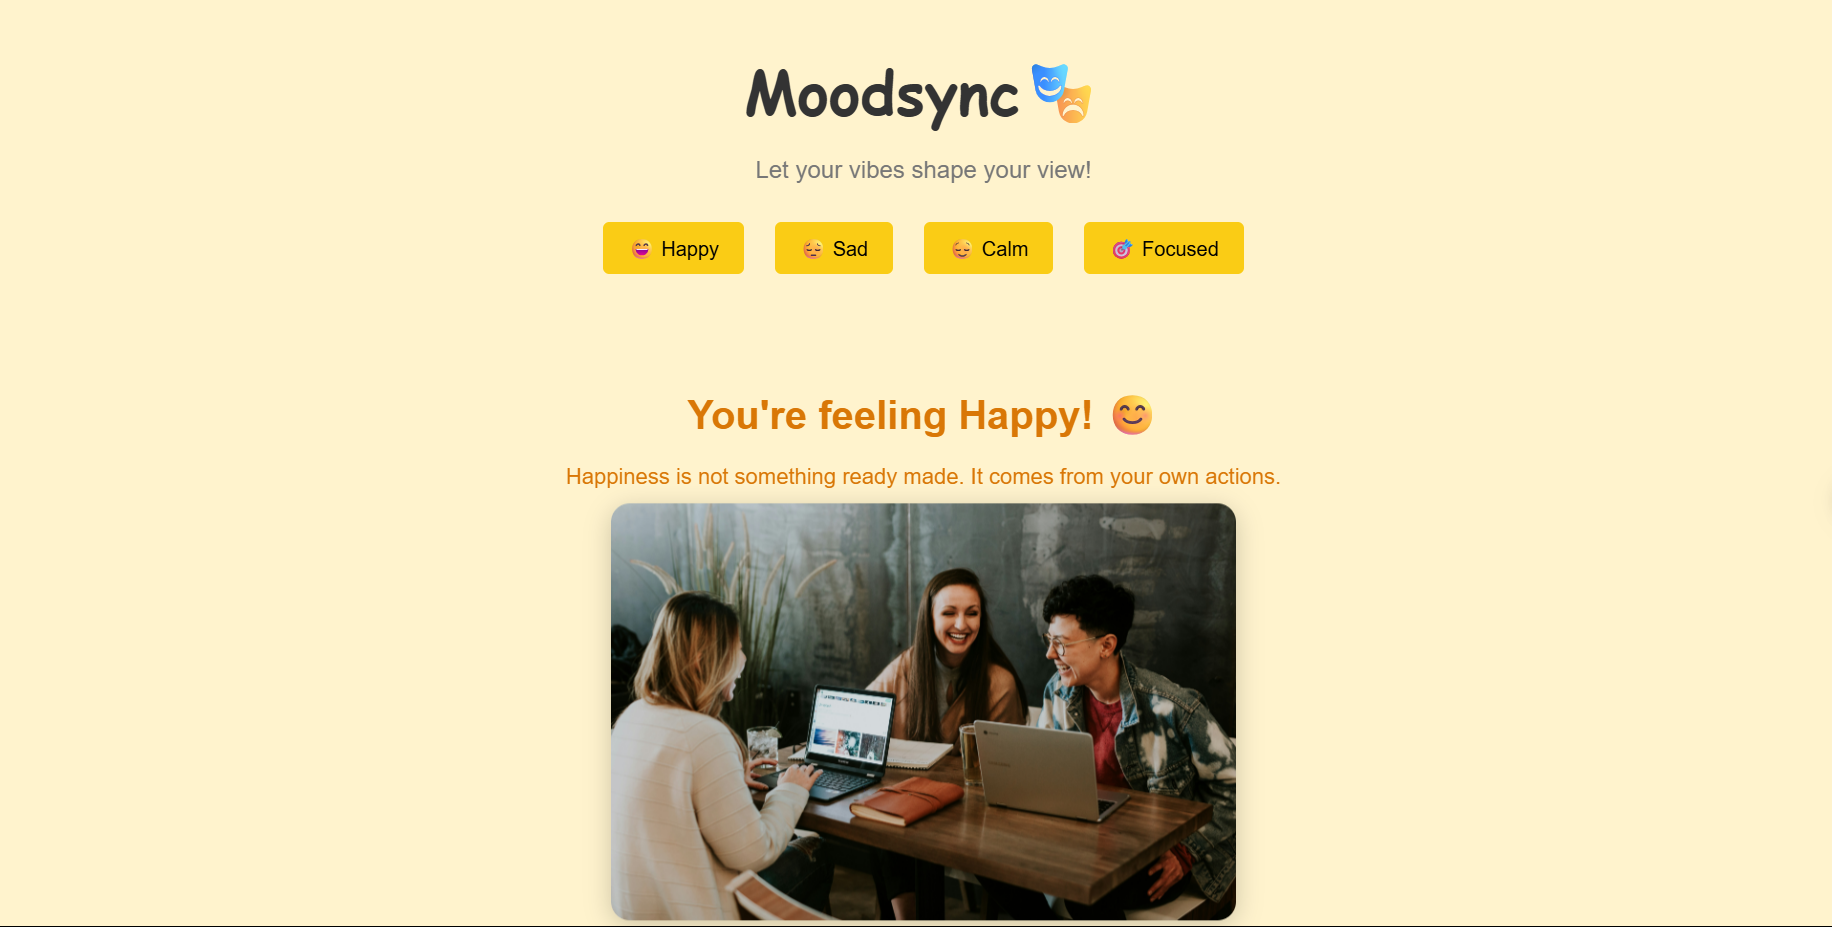 Moodsync
Let your vibes shape your view!
Happy
Sad
Calm
Focused
You're feeling Happy!
Happiness is not something ready made. It comes from your own actions.